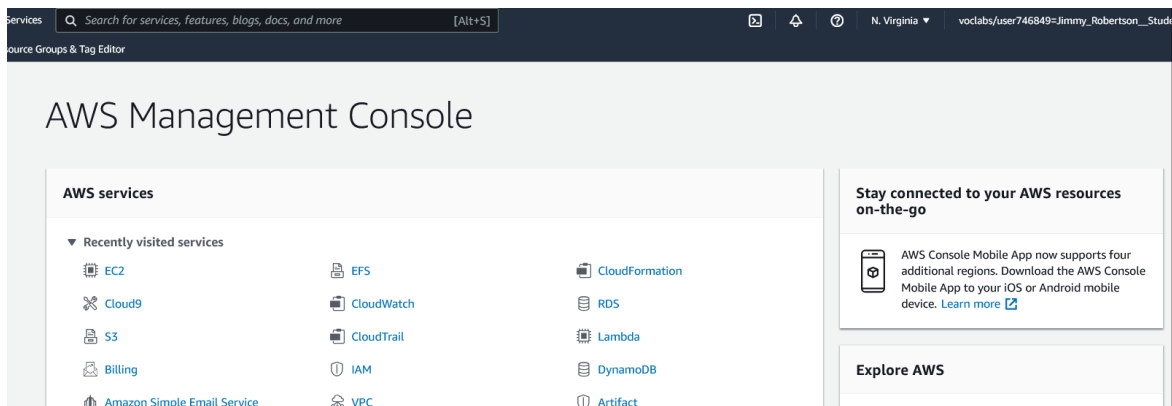 Services
Search for services, features, blogs, docs, and more [Alt+S]
N. Virginia ▼
voclabs/user746849=Jimmy_Robertson__Stude
ource Groups & Tag Editor
AWS Management Console
AWS services
Stay connected to your AWS resources
on-the-go
▼ Recently visited services
EC2
EFS
CloudFormation
Cloud9
CloudWatch
RDS
S3
CloudTrail
Lambda
Billing
IAM
DynamoDB
Amazon Simple Email Service
VPC
Artifact
AWS Console Mobile App now supports four
additional regions. Download the AWS Console
Mobile App to your iOS or Android mobile
device. Learn more
Explore AWS